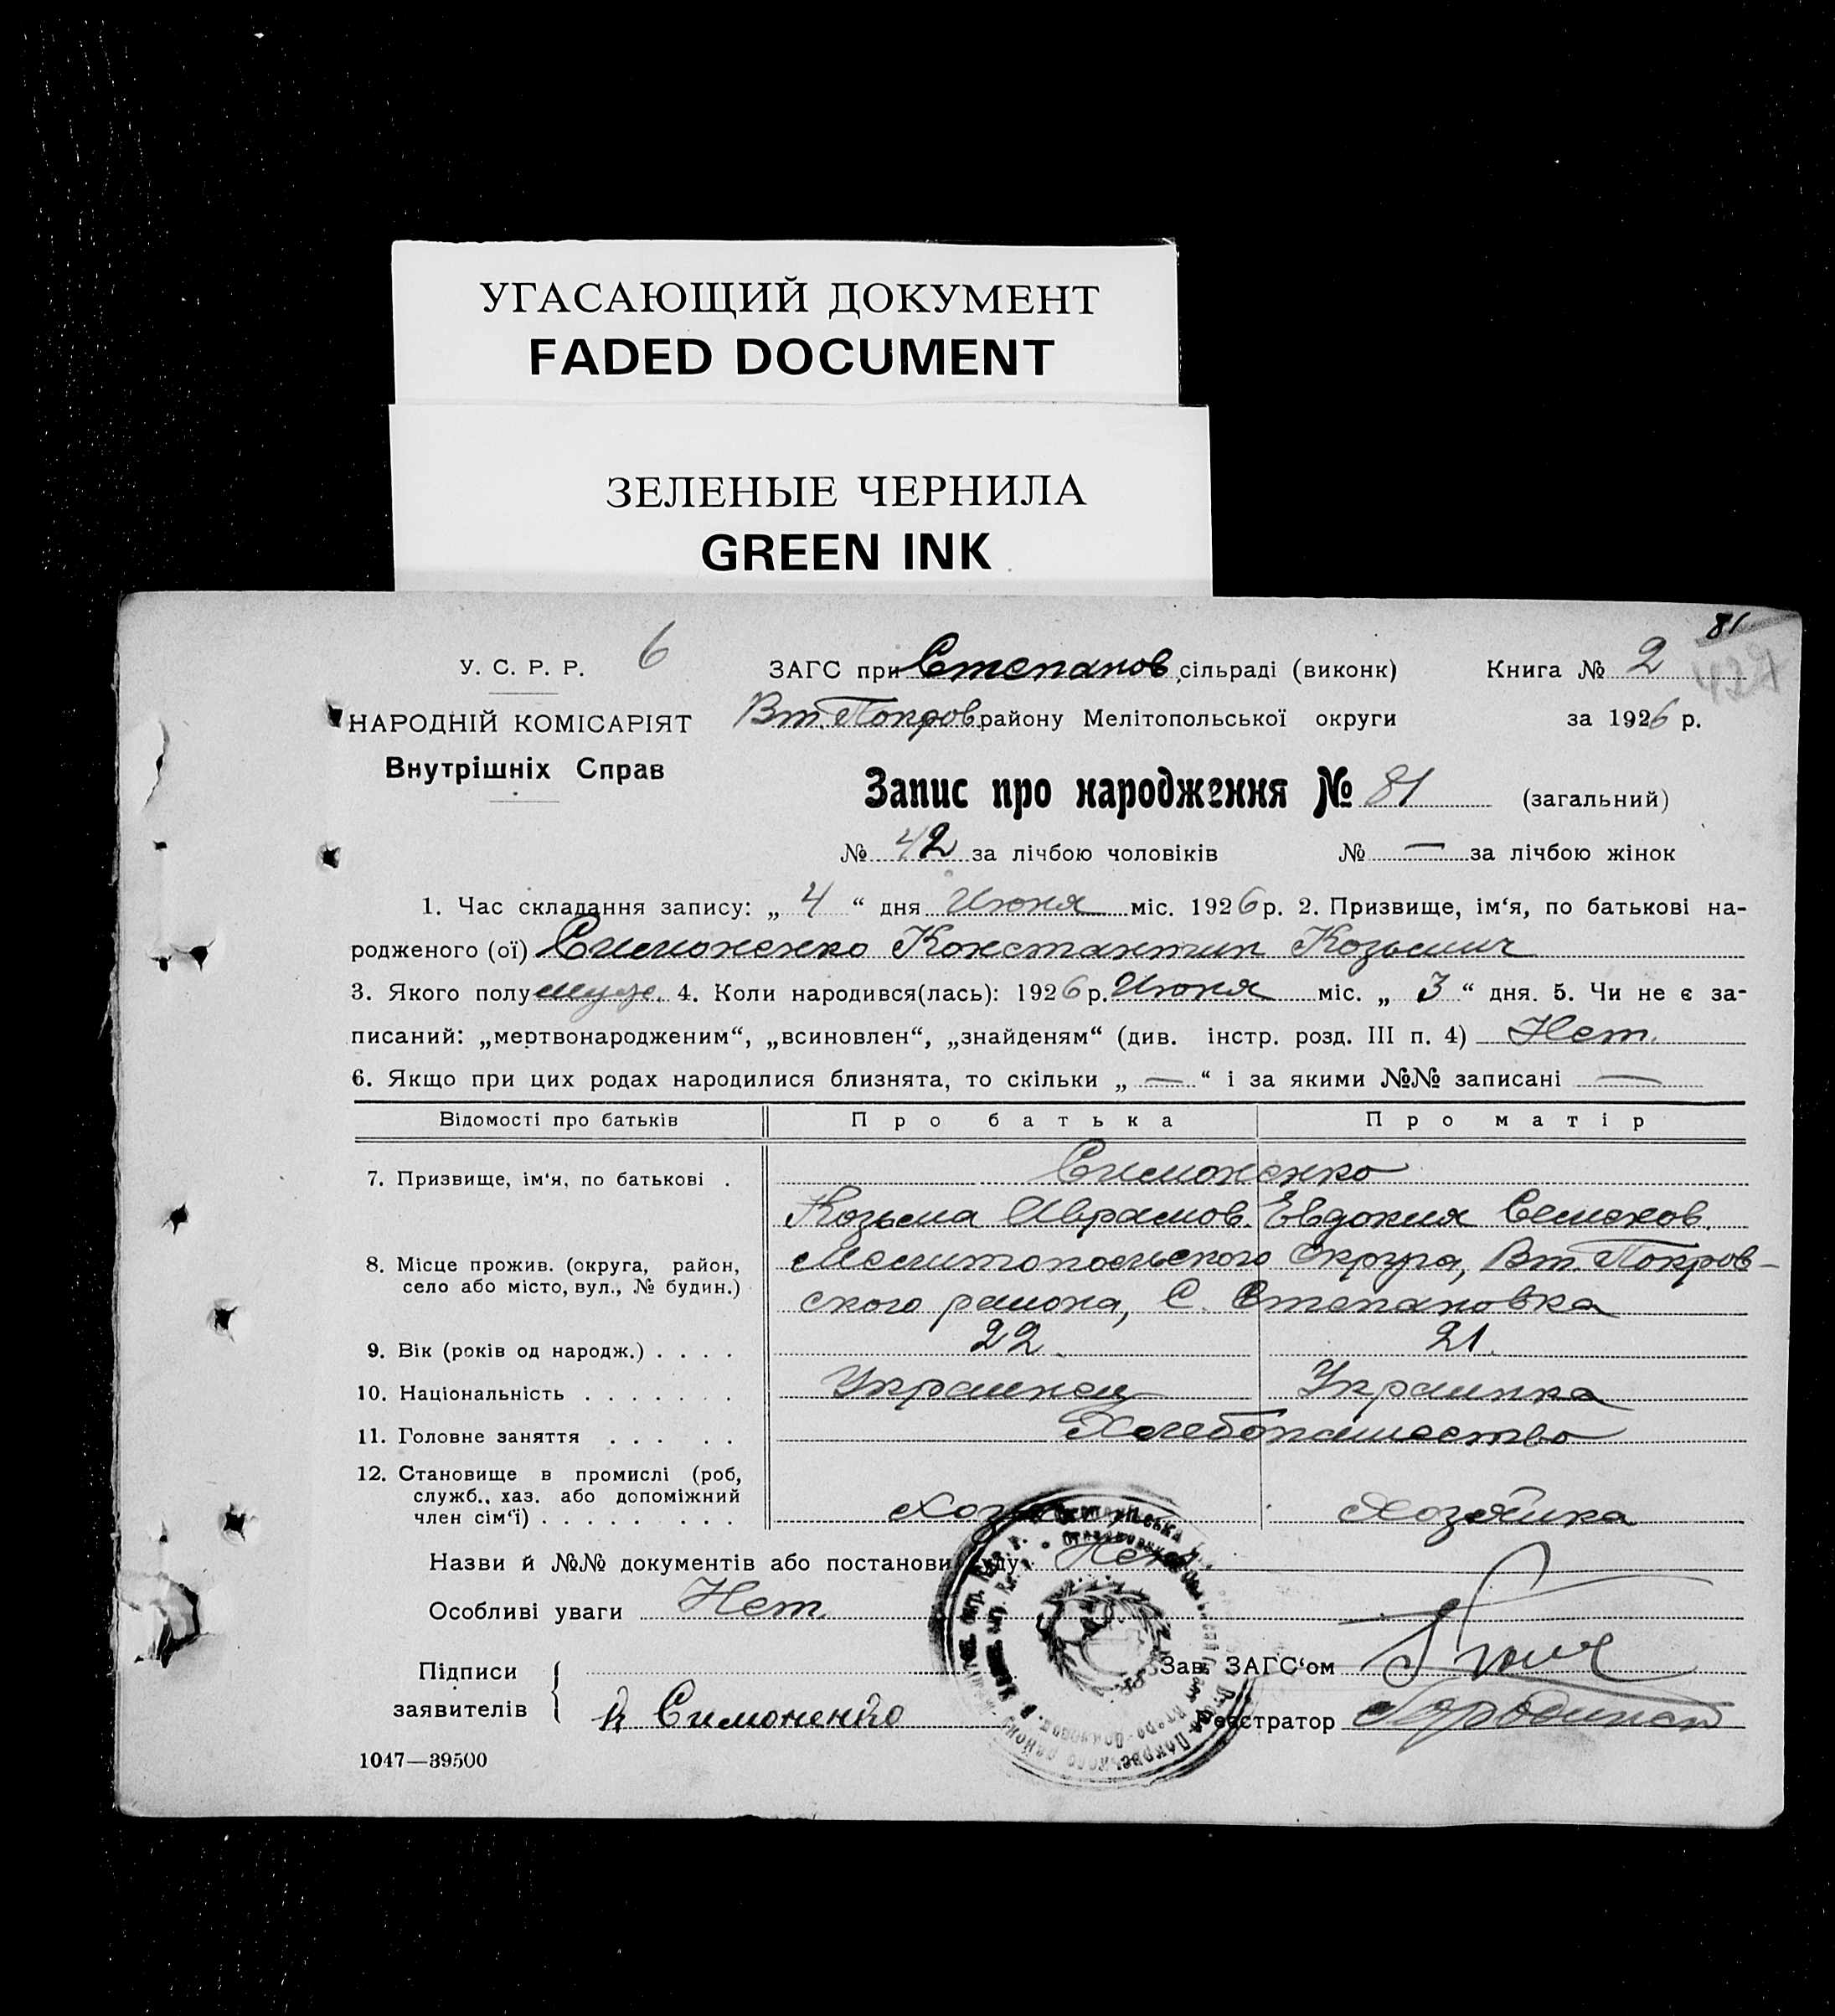 УГАСАЮЩИЙ ДОКУМЕНТ
FADED DOCUMENT
ЗЕЛЕНЫЕ ЧЕРНИЛА
GREEN INK
81
У. С. Р. Р. 6 ЗАГС при Степанов сільраді (виконк) Книга № 2 427
НАРОДНІЙ КОМІСАРІЯТ Вт. Покров району Мелітопольської округи за 1926 р.
Внутрішніх Справ
Запис про народження № 81 (загальний)
№ 42 за лічбою чоловіків № — за лічбою жінок
1. Час складання запису: „ 4 “ дня Июня міс. 1926 р. 2. Призвище, ім‘я, по батькові на-
родженого (ої) Симоненко Константин Козьмич
3. Якого полу муж. 4. Коли народився(лась): 1926 р. Июня міс. „ 3 “ дня. 5. Чи не є за-
писаний: „мертвонародженим“, „всиновлен“, „знайденям“ (див. інстр. розд. III п. 4) Нет.
6. Якщо при цих родах народилися близнята, то скільки „ — “ і за якими №№ записані —
Відомості про батьків Про батька Про матір
7. Призвище, ім‘я, по батькові . Симоненко
Козьма Аврамов. Евдокия Семенов.
8. Місце прожив. (округа, район, Мелитопольского Округа, Вт. Покров-
село або місто, вул., № будин.) ского района, С. Степановка
9. Вік (років од народж.) . . . . 22. 21.
10. Національність . . . . . . . Украинец Украинка
11. Головне заняття . . . . . Хлебопашество
12. Становище в промислі (роб,
служб., хаз. або допоміжний
член сім‘ї) . . . . . . . . . Хозяйка
Назви й №№ документів або постанови суду: Нет.
Особливі уваги Нет.
Підписи Зав. ЗАГС‘ом
заявителів К Симоненко Реєстратор
1047—39500